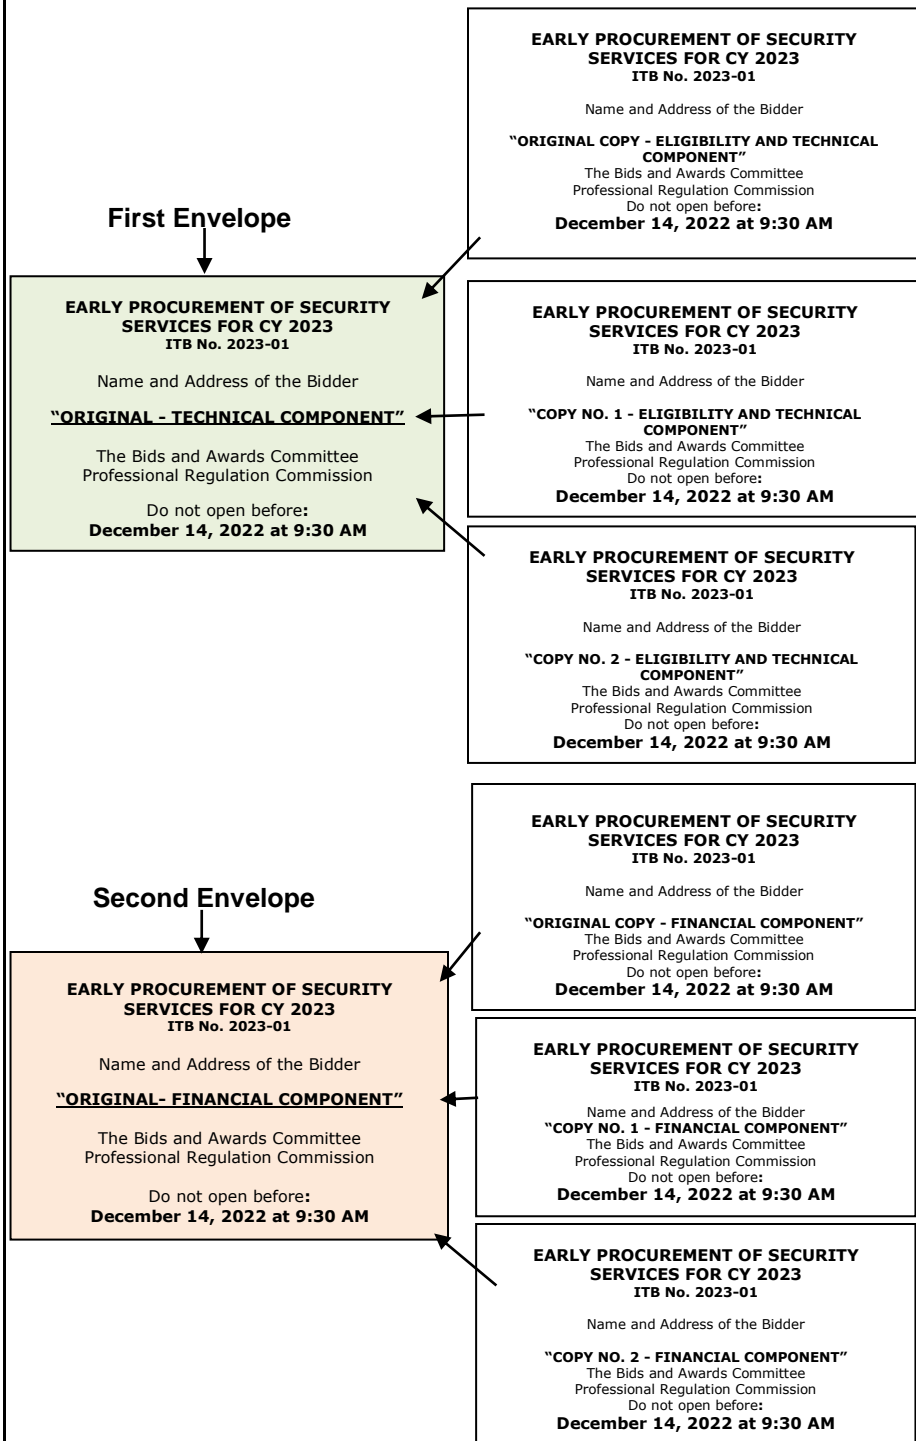 EARLY PROCUREMENT OF SECURITY
SERVICES FOR CY 2023
ITB No. 2023-01
Name and Address of the Bidder
“ORIGINAL COPY - ELIGIBILITY AND TECHNICAL
COMPONENT”
The Bids and Awards Committee
Professional Regulation Commission
Do not open before:
December 14, 2022 at 9:30 AM
First Envelope
EARLY PROCUREMENT OF SECURITY
SERVICES FOR CY 2023
ITB No. 2023-01
Name and Address of the Bidder
“ORIGINAL - TECHNICAL COMPONENT”
The Bids and Awards Committee
Professional Regulation Commission
Do not open before:
December 14, 2022 at 9:30 AM
EARLY PROCUREMENT OF SECURITY
SERVICES FOR CY 2023
ITB No. 2023-01
Name and Address of the Bidder
“COPY NO. 1 - ELIGIBILITY AND TECHNICAL
COMPONENT”
The Bids and Awards Committee
Professional Regulation Commission
Do not open before:
December 14, 2022 at 9:30 AM
EARLY PROCUREMENT OF SECURITY
SERVICES FOR CY 2023
ITB No. 2023-01
Name and Address of the Bidder
“COPY NO. 2 - ELIGIBILITY AND TECHNICAL
COMPONENT”
The Bids and Awards Committee
Professional Regulation Commission
Do not open before:
December 14, 2022 at 9:30 AM
EARLY PROCUREMENT OF SECURITY
SERVICES FOR CY 2023
ITB No. 2023-01
Name and Address of the Bidder
“ORIGINAL COPY - FINANCIAL COMPONENT”
The Bids and Awards Committee
Professional Regulation Commission
Do not open before:
December 14, 2022 at 9:30 AM
Second Envelope
EARLY PROCUREMENT OF SECURITY
SERVICES FOR CY 2023
ITB No. 2023-01
Name and Address of the Bidder
“ORIGINAL- FINANCIAL COMPONENT”
The Bids and Awards Committee
Professional Regulation Commission
Do not open before:
December 14, 2022 at 9:30 AM
EARLY PROCUREMENT OF SECURITY
SERVICES FOR CY 2023
ITB No. 2023-01
Name and Address of the Bidder
“COPY NO. 1 - FINANCIAL COMPONENT”
The Bids and Awards Committee
Professional Regulation Commission
Do not open before:
December 14, 2022 at 9:30 AM
EARLY PROCUREMENT OF SECURITY
SERVICES FOR CY 2023
ITB No. 2023-01
Name and Address of the Bidder
“COPY NO. 2 - FINANCIAL COMPONENT”
The Bids and Awards Committee
Professional Regulation Commission
Do not open before:
December 14, 2022 at 9:30 AM